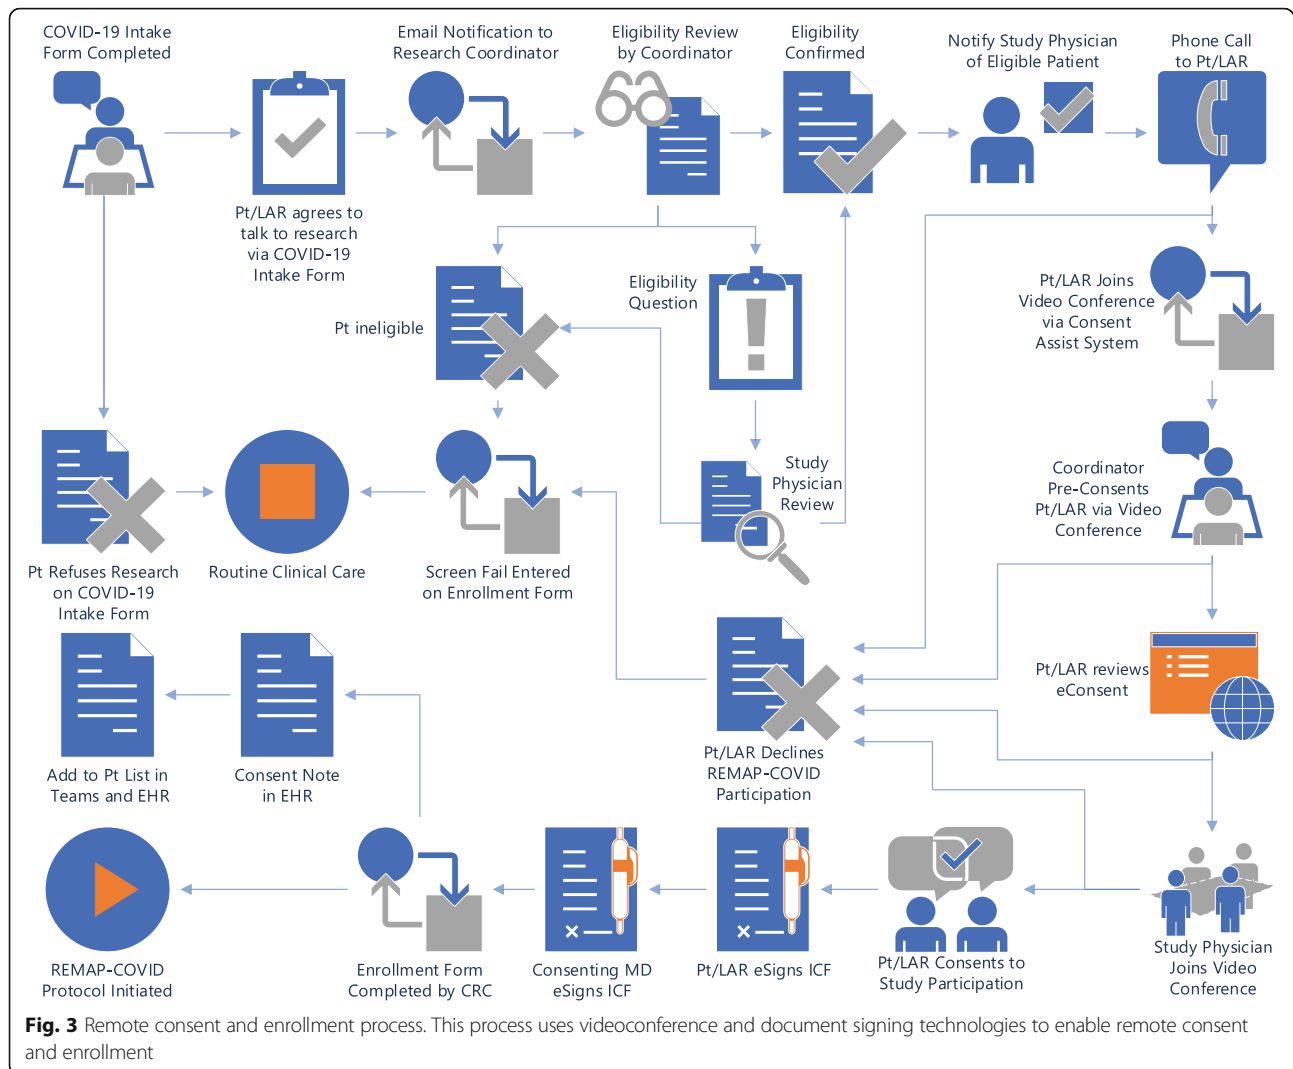 COVID-19 Intake
Form Completed
Email Notification to
Research Coordinator
Eligibility Review
by Coordinator
Eligibility
Confirmed
Notify Study Physician
of Eligible Patient
Phone Call
to Pt/LAR
Pt/LAR agrees to
talk to research
via COVID-19
Intake Form
Pt ineligible
Eligibility
Question
Pt/LAR Joins
Video Conference
via Consent
Assist System
Study
Physician
Review
Coordinator
Pre-Consents
Pt/LAR via Video
Conference
Pt Refuses Research
on COVID-19
Intake Form
Routine Clinical Care
Screen Fail Entered
on Enrollment Form
Pt/LAR reviews
eConsent
Add to Pt List in
Teams and EHR
Consent Note
in EHR
Pt/LAR Declines
REMAP-COVID
Participation
REMAP-COVID
Protocol Initiated
Enrollment Form
Completed by CRC
Consenting MD
eSigns ICF
Pt/LAR eSigns ICF
Pt/LAR Consents to
Study Participation
Study Physician
Joins Video
Conference
Fig. 3 Remote consent and enrollment process. This process uses videoconference and document signing technologies to enable remote consent
and enrollment